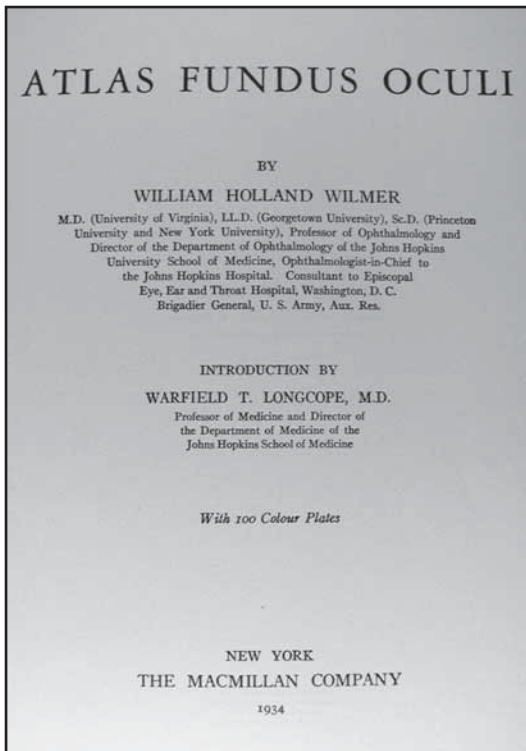 ATLAS FUNDUS OCULI
BY
WILLIAM HOLLAND WILMER
M.D. (University of Virginia), LL.D. (Georgetown University), Sc.D. (Princeton
University and New York University), Professor of Ophthalmology and
Director of the Department of Ophthalmology of the Johns Hopkins
University School of Medicine, Ophthalmologist-in-Chief to
the Johns Hopkins Hospital. Consultant to Episcopal
Eye, Ear and Throat Hospital, Washington, D. C.
Brigadier General, U. S. Army, Aux. Res.
INTRODUCTION BY
WARFIELD T. LONGCOPE, M.D.
Professor of Medicine and Director of
the Department of Medicine of the
Johns Hopkins School of Medicine
With 100 Colour Plates
NEW YORK
THE MACMILLAN COMPANY
1934